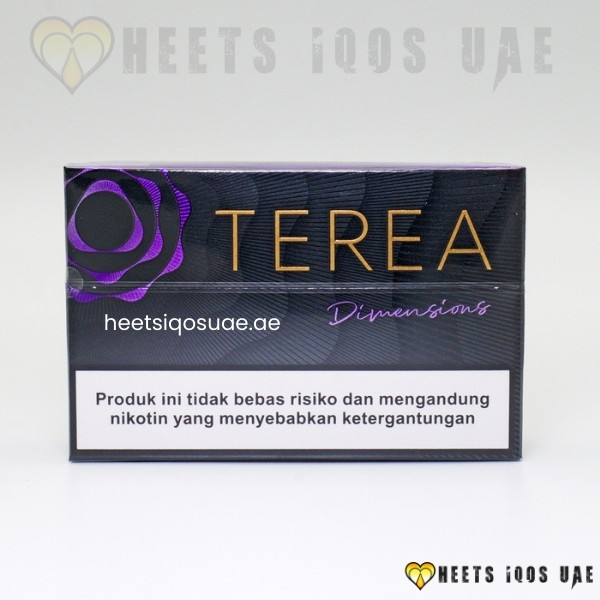 HEETS iQOS UAE
TEREA
Dimensions
heetsiqosuae.ae
Produk ini tidak bebas risiko dan mengandung
nikotin yang menyebabkan ketergantungan
HEETS iQOS UAE